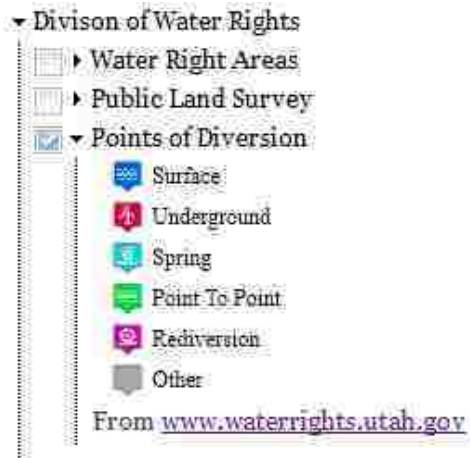 Divison of Water Rights
Water Right Areas
Public Land Survey
Points of Diversion
Surface
Underground
Spring
Point To Point
Rediversion
Other
From www.waterrights.utah.gov